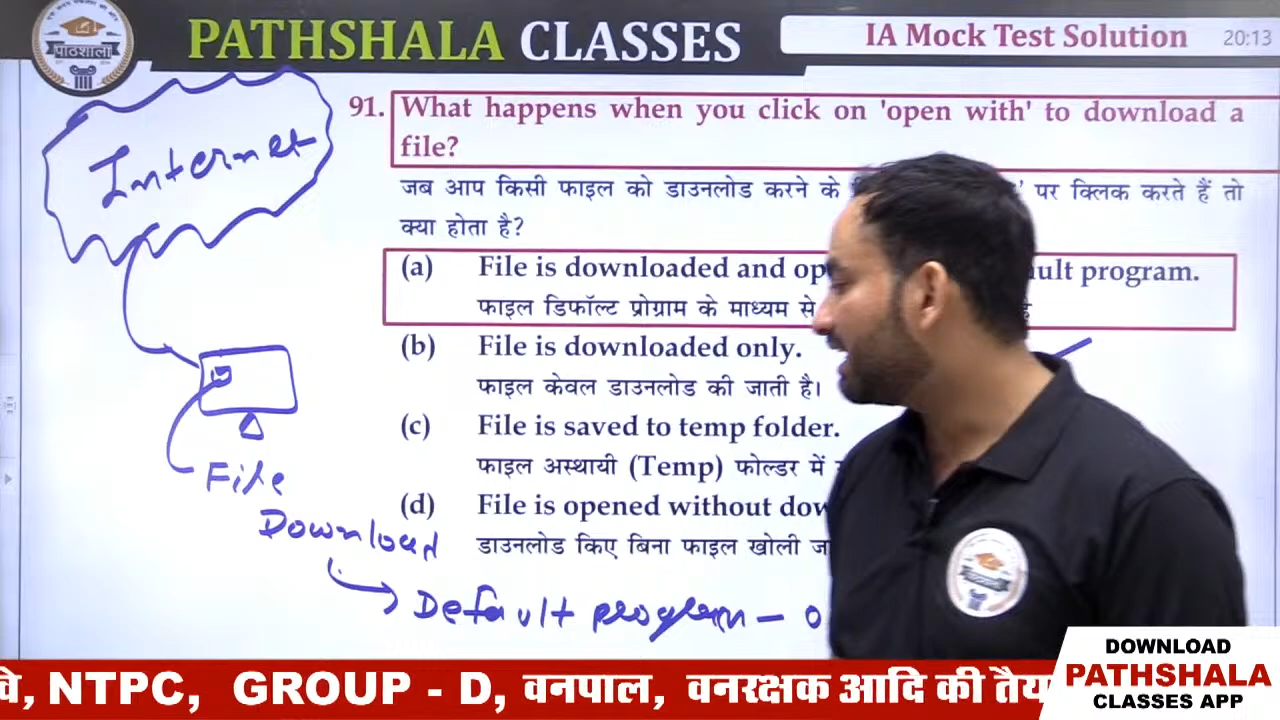 पाठशाला
PATHSHALA CLASSES
IA Mock Test Solution
20:13
Internet
91. What happens when you click on 'open with' to download a
file?
जब आप किसी फाइल को डाउनलोड करने के पर क्लिक करते हैं तो
क्या होता है?
(a) File is downloaded and program.
फाइल डिफॉल्ट प्रोग्राम के माध्यम से
(b) File is downloaded only.
फाइल केवल डाउनलोड की जाती है।
(c) File is saved to temp folder.
फाइल अस्थायी (Temp) फोल्डर में
File
(d) File is opened without
Download
डाउनलोड किए बिना फाइल खोली
Default program -
पाठशाला
NTPC, GROUP - D, वनपाल, वनरक्षक आदि की
DOWNLOAD
PATHSHALA
CLASSES APP